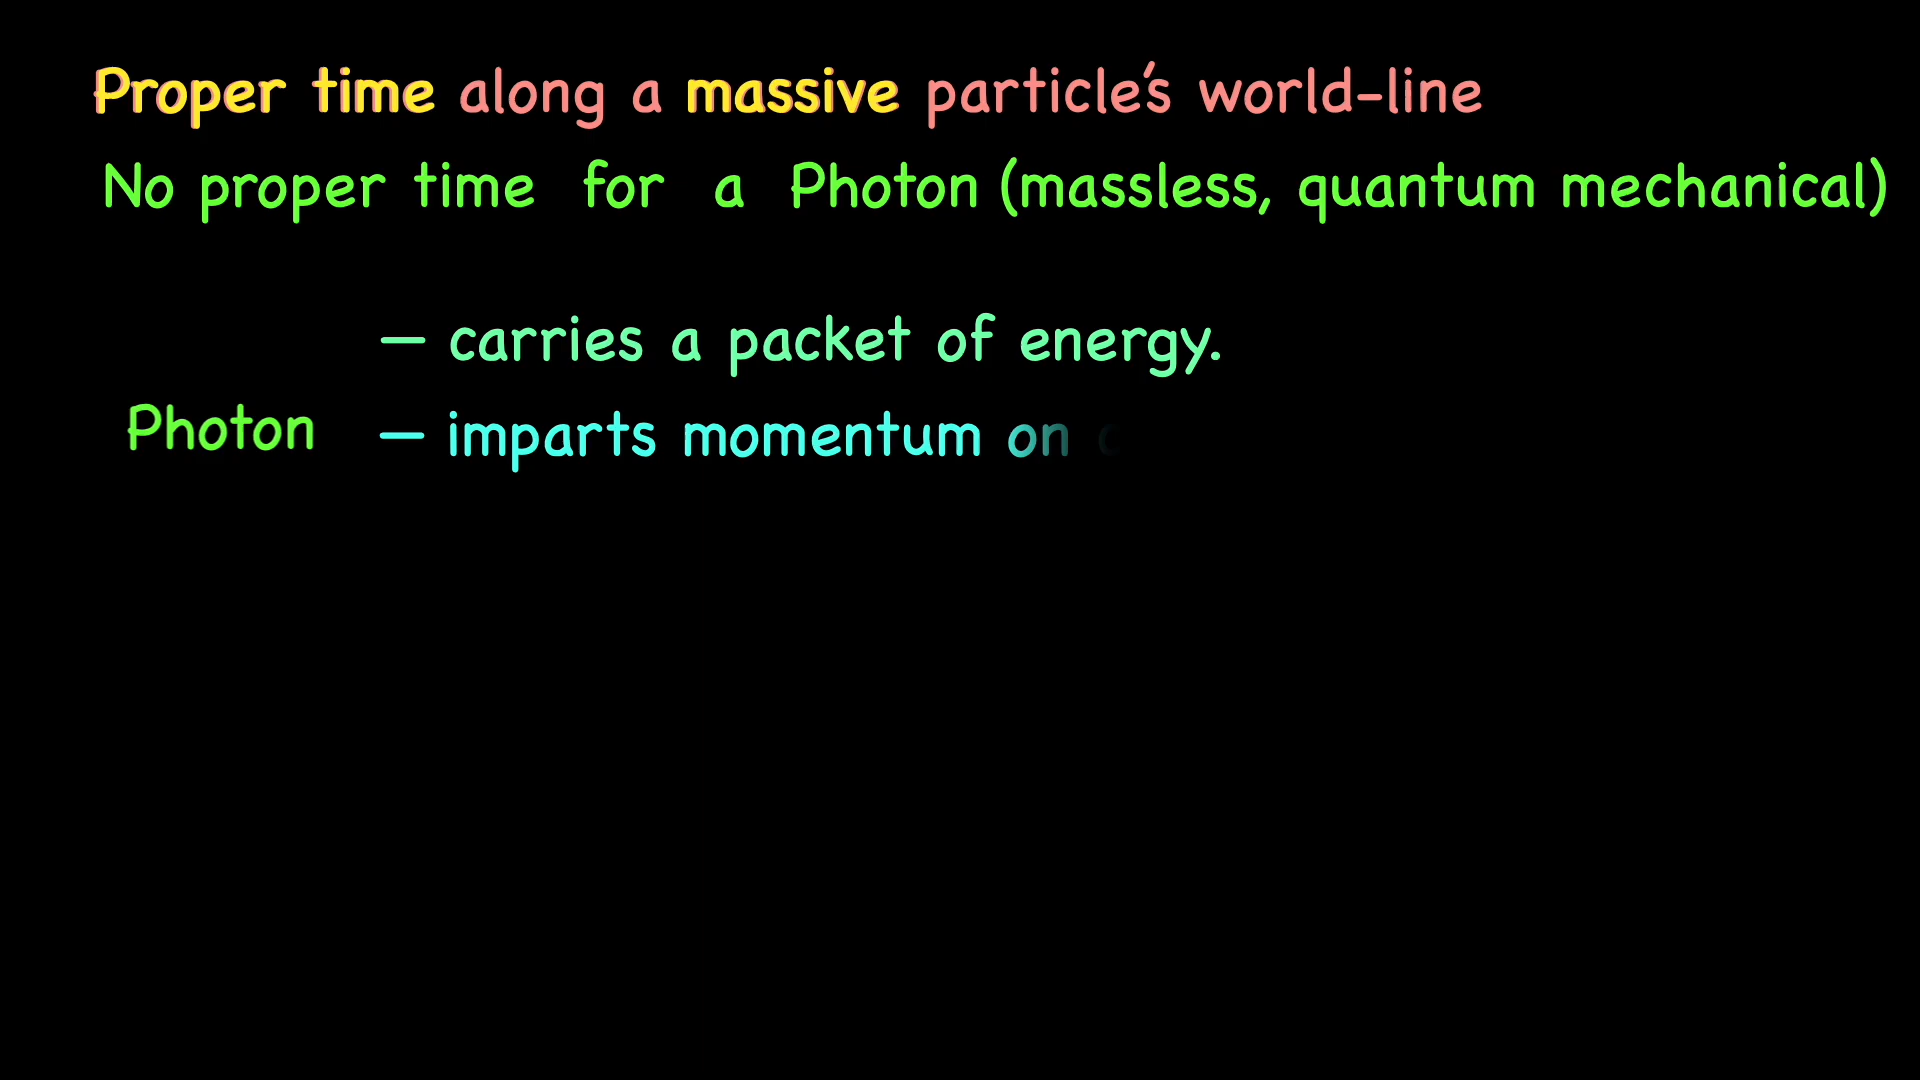 Proper time along a massive particle's world-line
No proper time for a Photon (massless, quantum mechanical)
— carries a packet of energy.
Photon
— imparts momentum on